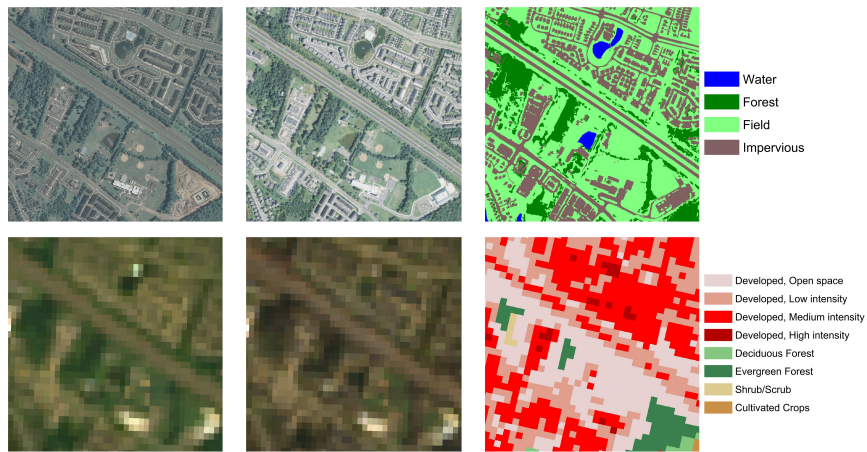 Water
Forest
Field
Impervious
Developed, Open space
Developed, Low intensity
Developed, Medium intensity
Developed, High intensity
Deciduous Forest
Evergreen Forest
Shrub/Scrub
Cultivated Crops